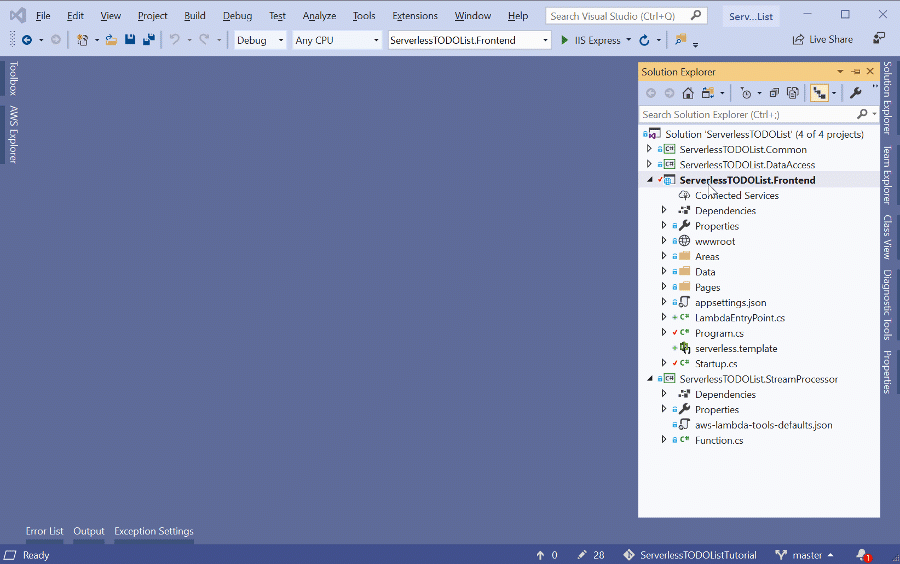 File Edit View Project Build Debug Test Analyze Tools Extensions Window Help Search Visual Studio (Ctrl+Q) Serv...List
Debug Any CPU ServerlessTODOList.Frontend IIS Express Live Share
Toolbox
AWS Explorer
Solution Explorer
Search Solution Explorer (Ctrl+;)
Solution 'ServerlessTODOList' (4 of 4 projects)
C# ServerlessTODOList.Common
C# ServerlessTODOList.DataAccess
ServerlessTODOList.Frontend
Connected Services
Dependencies
Properties
wwwroot
Areas
Data
Pages
appsettings.json
C# LambdaEntryPoint.cs
C# Program.cs
serverless.template
C# Startup.cs
C# ServerlessTODOList.StreamProcessor
Dependencies
Properties
aws-lambda-tools-defaults.json
C# Function.cs
Solution Explorer
Team Explorer
Class View
Diagnostic Tools
Properties
Error List Output Exception Settings
Ready 0 28 ServerlessTODOListTutorial master 1